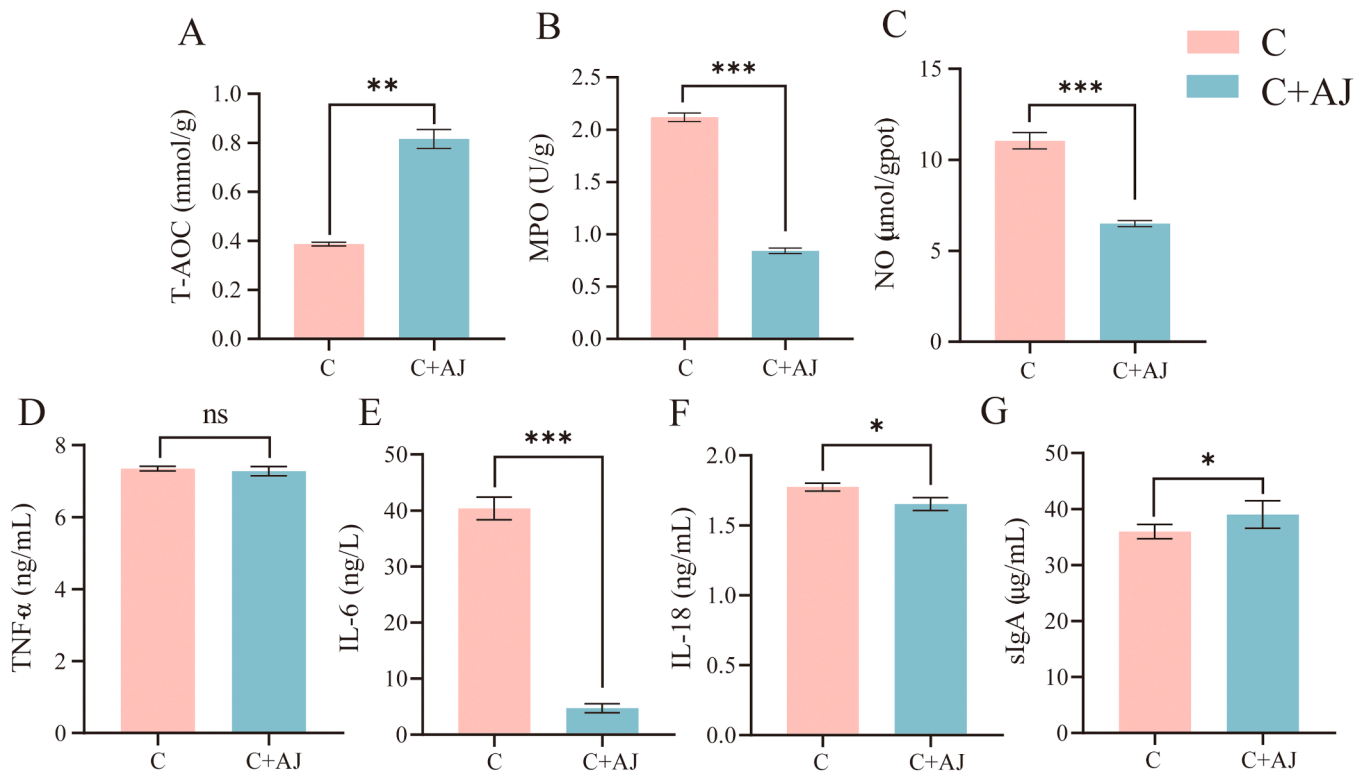 A
T-AOC (mmol/g)
1.0
0.8
0.6
0.4
0.2
0.0
**
C
C+AJ
B
MPO (U/g)
2.5
2.0
1.5
1.0
0.5
0.0
***
C
C+AJ
C
NO (μmol/gpot)
15
10
5
0
***
C
C+AJ
C
C+AJ
D
TNF-α (ng/mL)
8
6
4
2
0
ns
C
C+AJ
E
IL-6 (ng/L)
50
40
30
20
10
0
***
C
C+AJ
F
IL-18 (ng/mL)
2.0
1.5
1.0
0.5
0.0
*
C
C+AJ
G
sIgA (μg/mL)
50
40
30
20
10
0
*
C
C+AJ